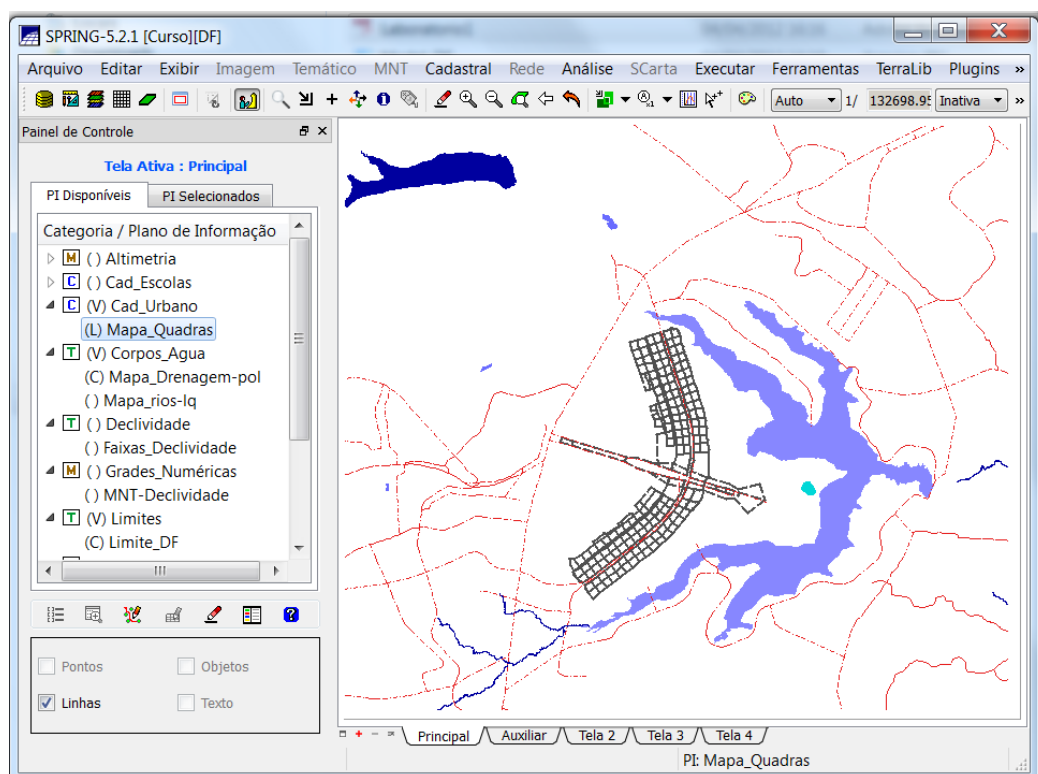 SPRING-5.2.1 [Curso][DF]
Arquivo Editar Exibir Imagem Temático MNT Cadastral Rede Análise SCarta Executar Ferramentas TerraLib Plugins »
Auto 1/ 132698.95 Inativa »
Painel de Controle
Tela Ativa : Principal
PI Disponíveis PI Selecionados
Categoria / Plano de Informação
M ( ) Altimetria
C ( ) Cad_Escolas
C (V) Cad_Urbano
(L) Mapa_Quadras
T (V) Corpos_Agua
(C) Mapa_Drenagem-pol
( ) Mapa_rios-lq
T ( ) Declividade
( ) Faixas_Declividade
M ( ) Grades_Numéricas
( ) MNT-Declividade
T (V) Limites
(C) Limite_DF
Pontos Objetos
Linhas Texto
Principal Auxiliar Tela 2 Tela 3 Tela 4
PI: Mapa_Quadras